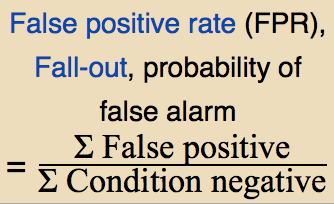 False positive rate (FPR),
Fall-out, probability of
false alarm
= Σ False positive
Σ Condition negative